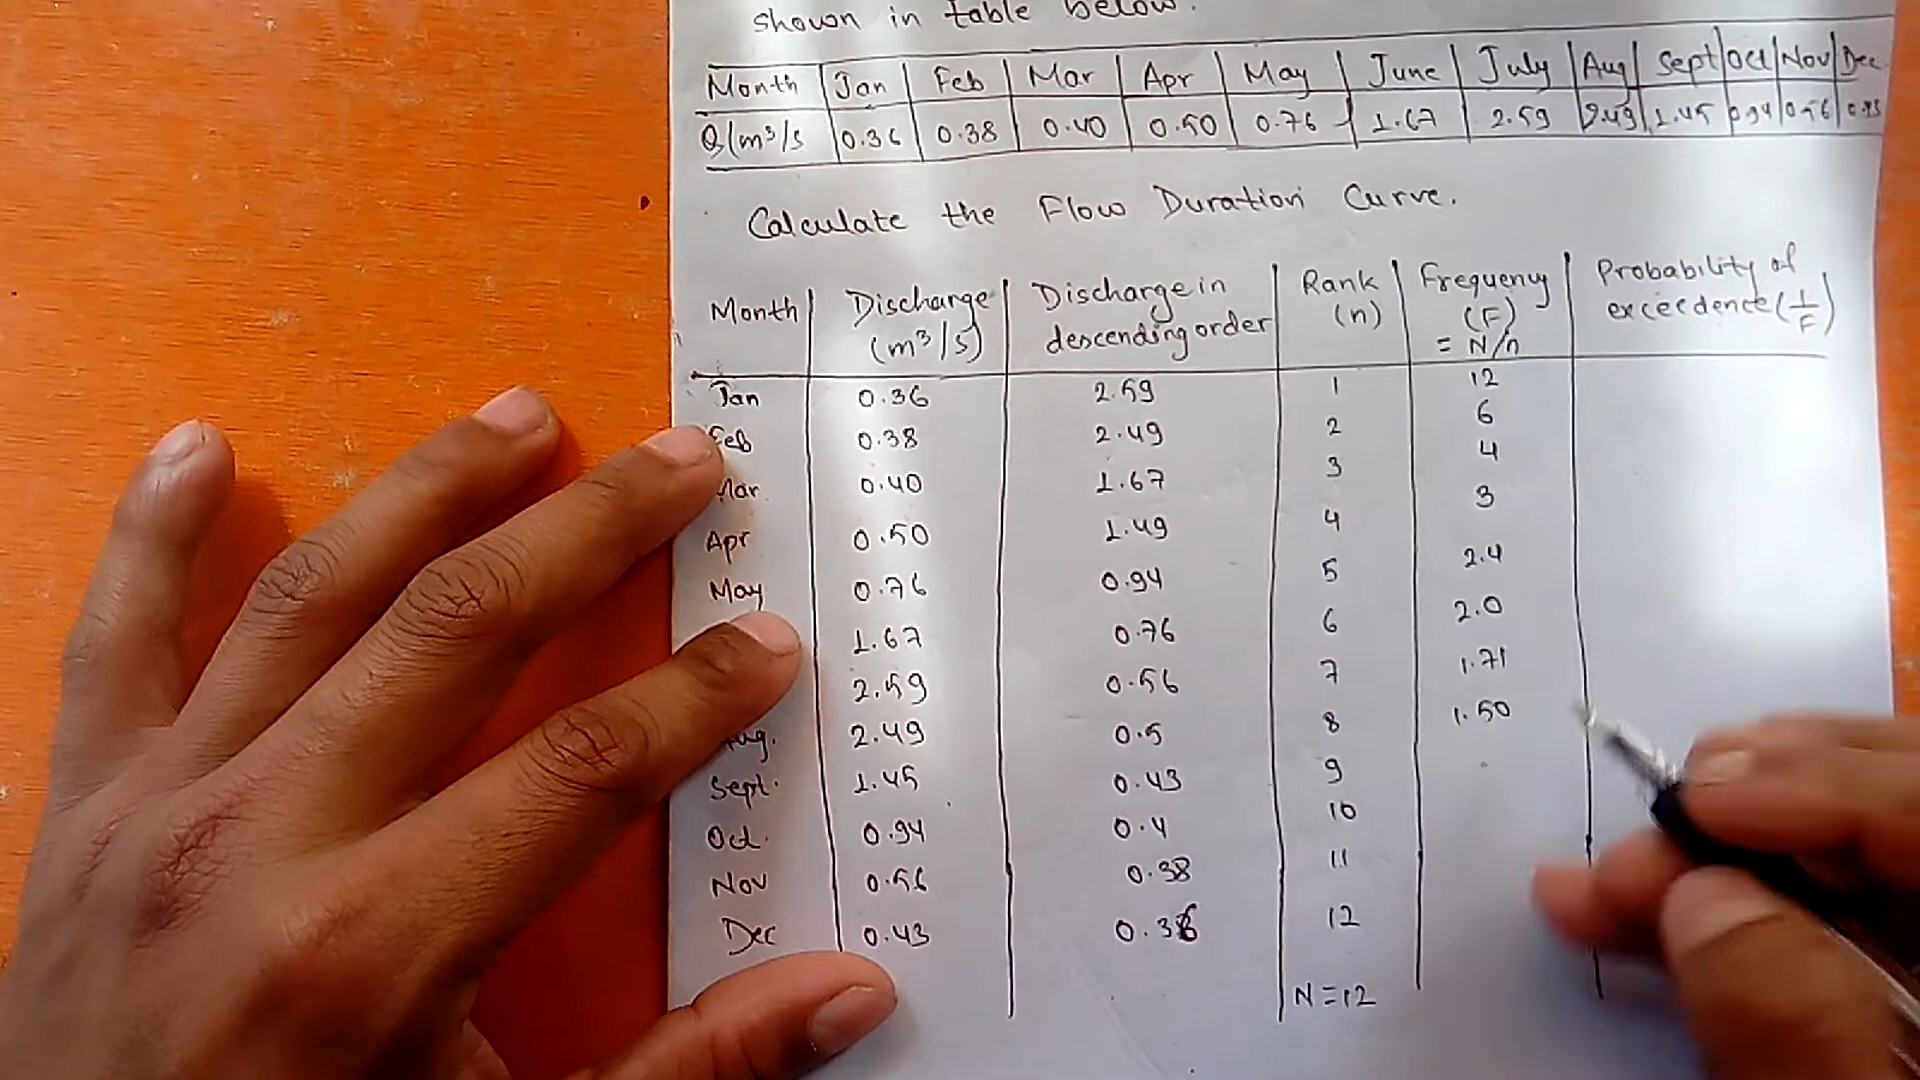 shown in table below.
Month Jan Feb Mar Apr May June July Aug Sept Oct Nov Dec
Q(m³/s 0.36 0.38 0.40 0.50 0.76 1.67 2.59 2.49 1.45 0.94 0.56
Calculate the Flow Duration Curve.
Month Discharge (m³/s) Discharge in descending order Rank (n) Frequency (F) = N/n Probability of exceedence (1/F)
Jan 0.36 2.59 1 12
Feb 0.38 2.49 2 6
Mar 0.40 1.67 3 4
Apr 0.50 1.49 4 3
May 0.76 0.94 5 2.4
1.67 0.76 6 2.0
2.59 0.56 7 1.71
Aug. 2.49 0.5 8 1.50
Sept. 1.45 0.43 9
Oct. 0.94 0.4 10
Nov 0.56 0.38 11
Dec 0.43 0.36 12
N=12